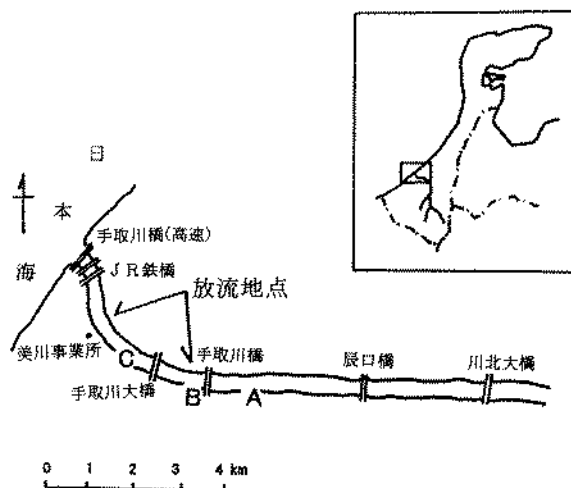 日
本
海
手取川橋(高速)
JR鉄橋
放流地点
美川事業所
C
手取川大橋
手取川橋
B
A
辰口橋
川北大橋
0 1 2 3 4 km